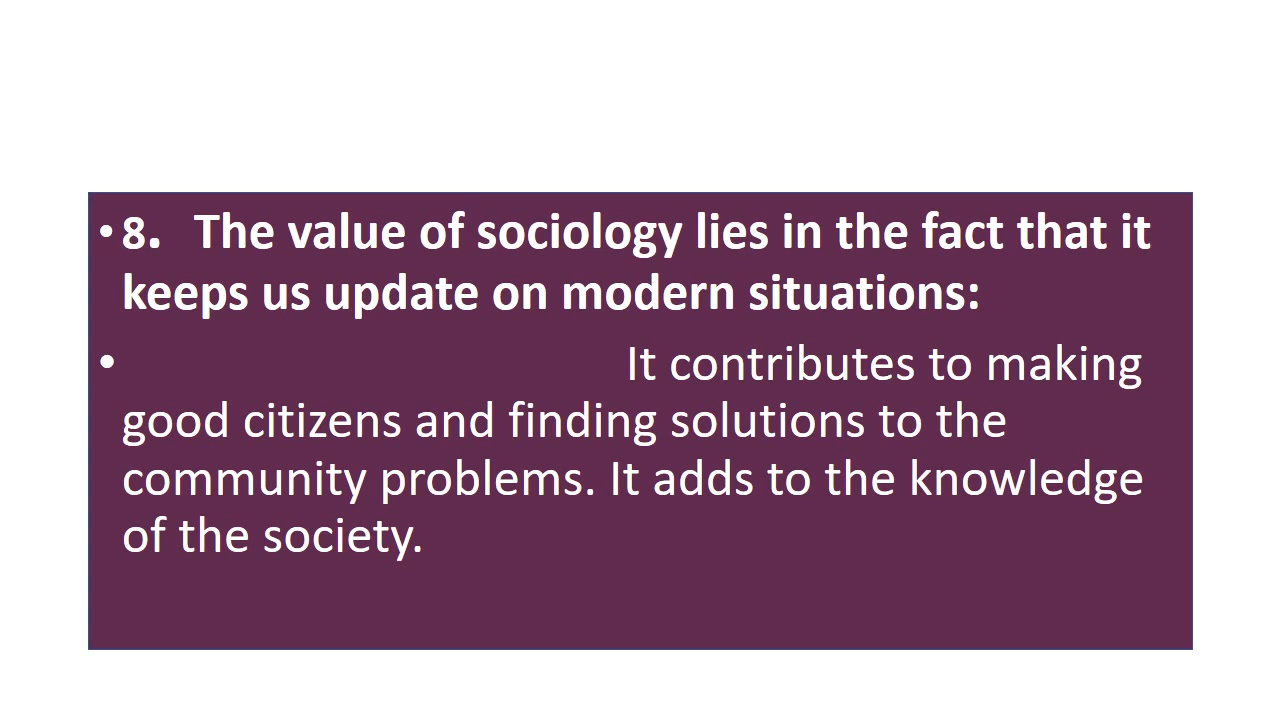 • 8. The value of sociology lies in the fact that it
keeps us update on modern situations:
• It contributes to making
good citizens and finding solutions to the
community problems. It adds to the knowledge
of the society.